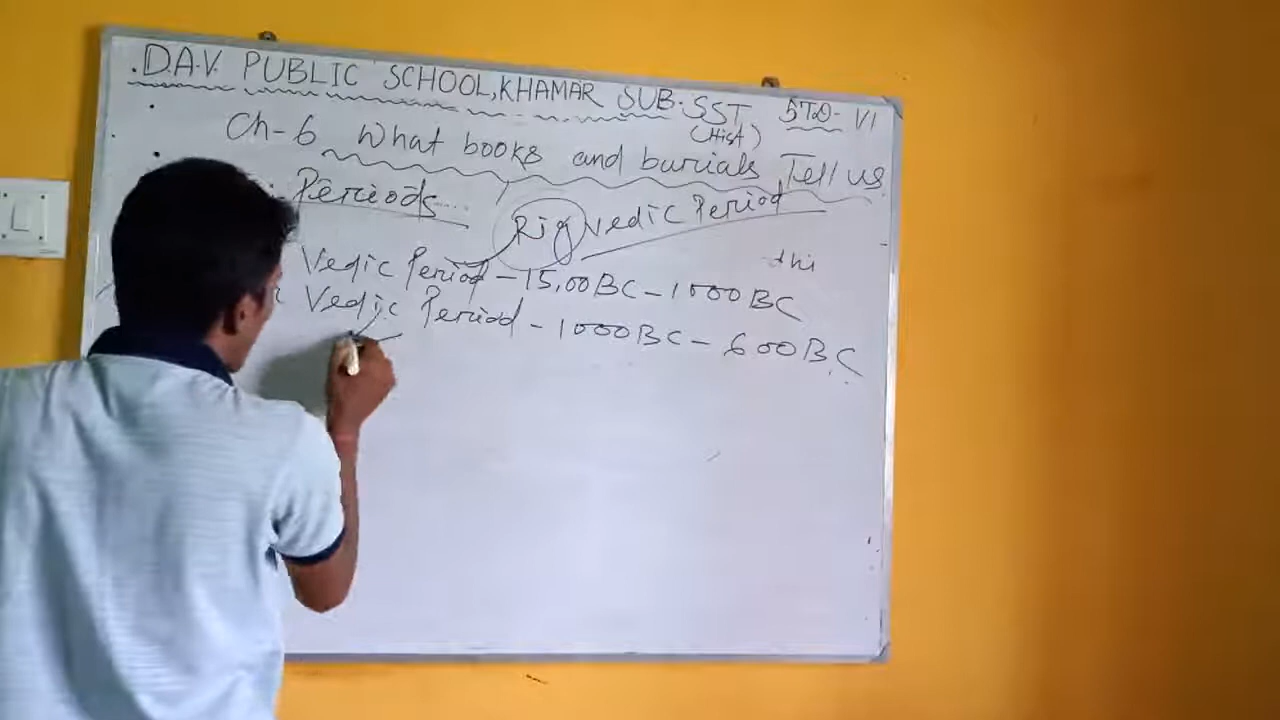 D.A.V. PUBLIC SCHOOL, KHAMAR SUB:SST STD- VI
(Hist)
Ch-6 What books and burials Tell us
Periods
Rig vedic Period
Vedic Period - 15,00BC - 1000BC
Vedic Period - 1000BC - 600BC